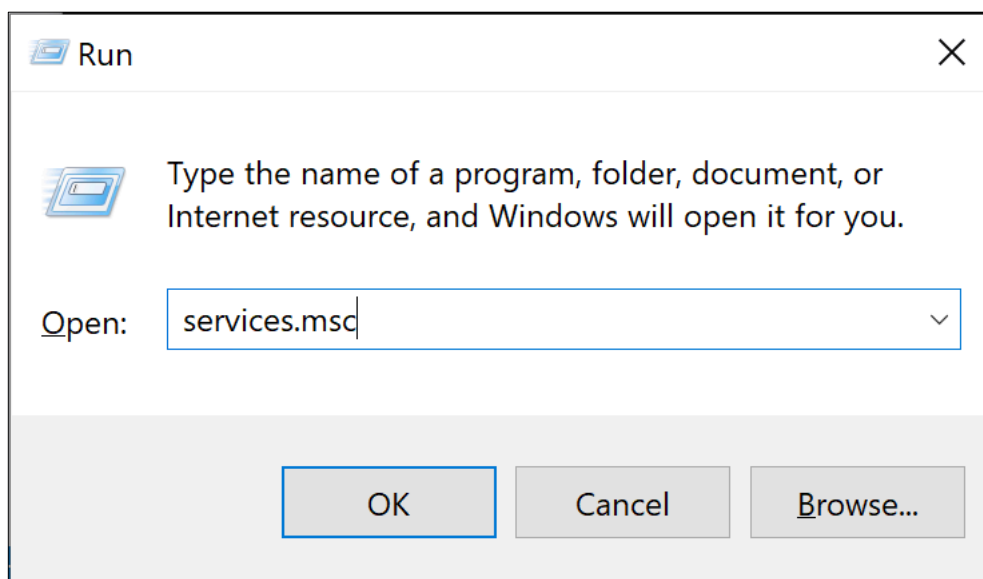 Run
Type the name of a program, folder, document, or
Internet resource, and Windows will open it for you.
Open: services.msc
OK Cancel Browse...